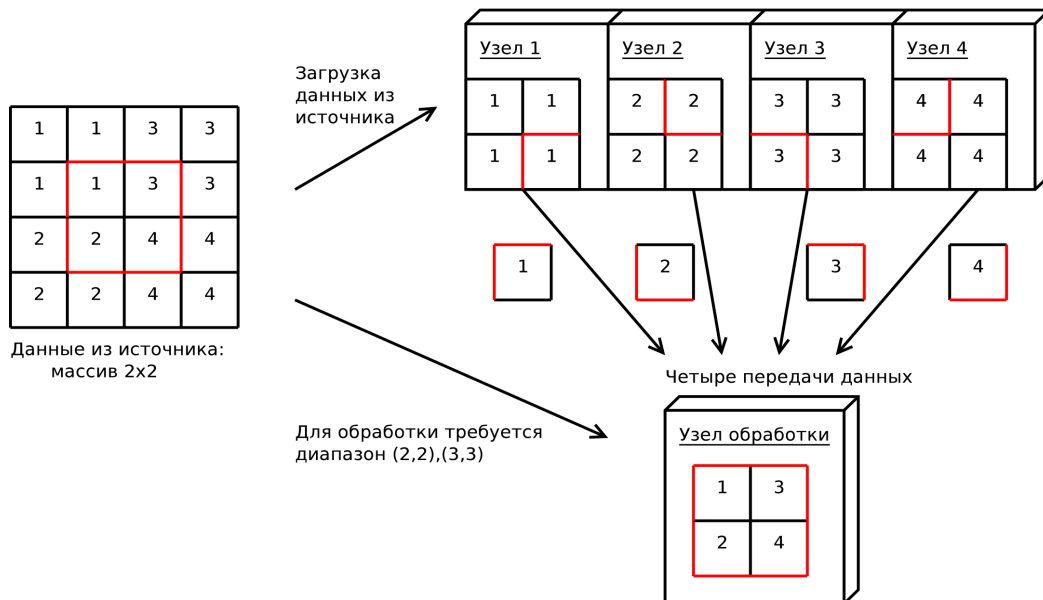 Узел 1 Узел 2 Узел 3 Узел 4
Загрузка
данных из
источника
1 1 2 2 3 3 4 4
1 1 2 2 3 3 4 4
1 1 3 3
1 1 3 3
2 2 4 4
2 2 4 4
Данные из источника:
массив 2x2
1 2 3 4
Четыре передачи данных
Для обработки требуется
диапазон (2,2),(3,3)
Узел обработки
1 3
2 4